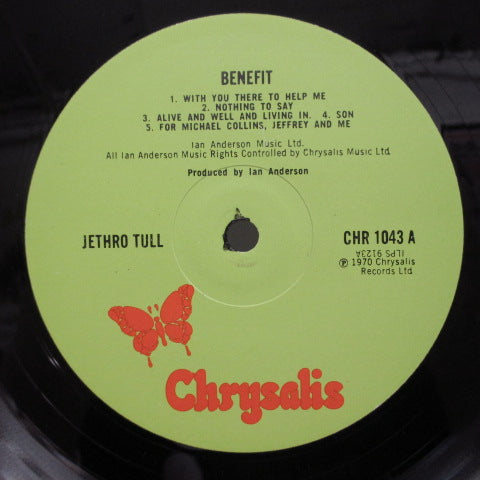 BENEFIT
1. WITH YOU THERE TO HELP ME
2. NOTHING TO SAY
3. ALIVE AND WELL AND LIVING IN. 4. SON
5. FOR MICHAEL COLLINS, JEFFREY AND ME
Ian Anderson Music Ltd.
All Ian Anderson Music Rights Controlled by Chrysalis Music Ltd
Produced by Ian Anderson
JETHRO TULL
CHR 1043 A
ILPS 9123A
℗ 1970 Chrysalis
Records Ltd
Chrysalis